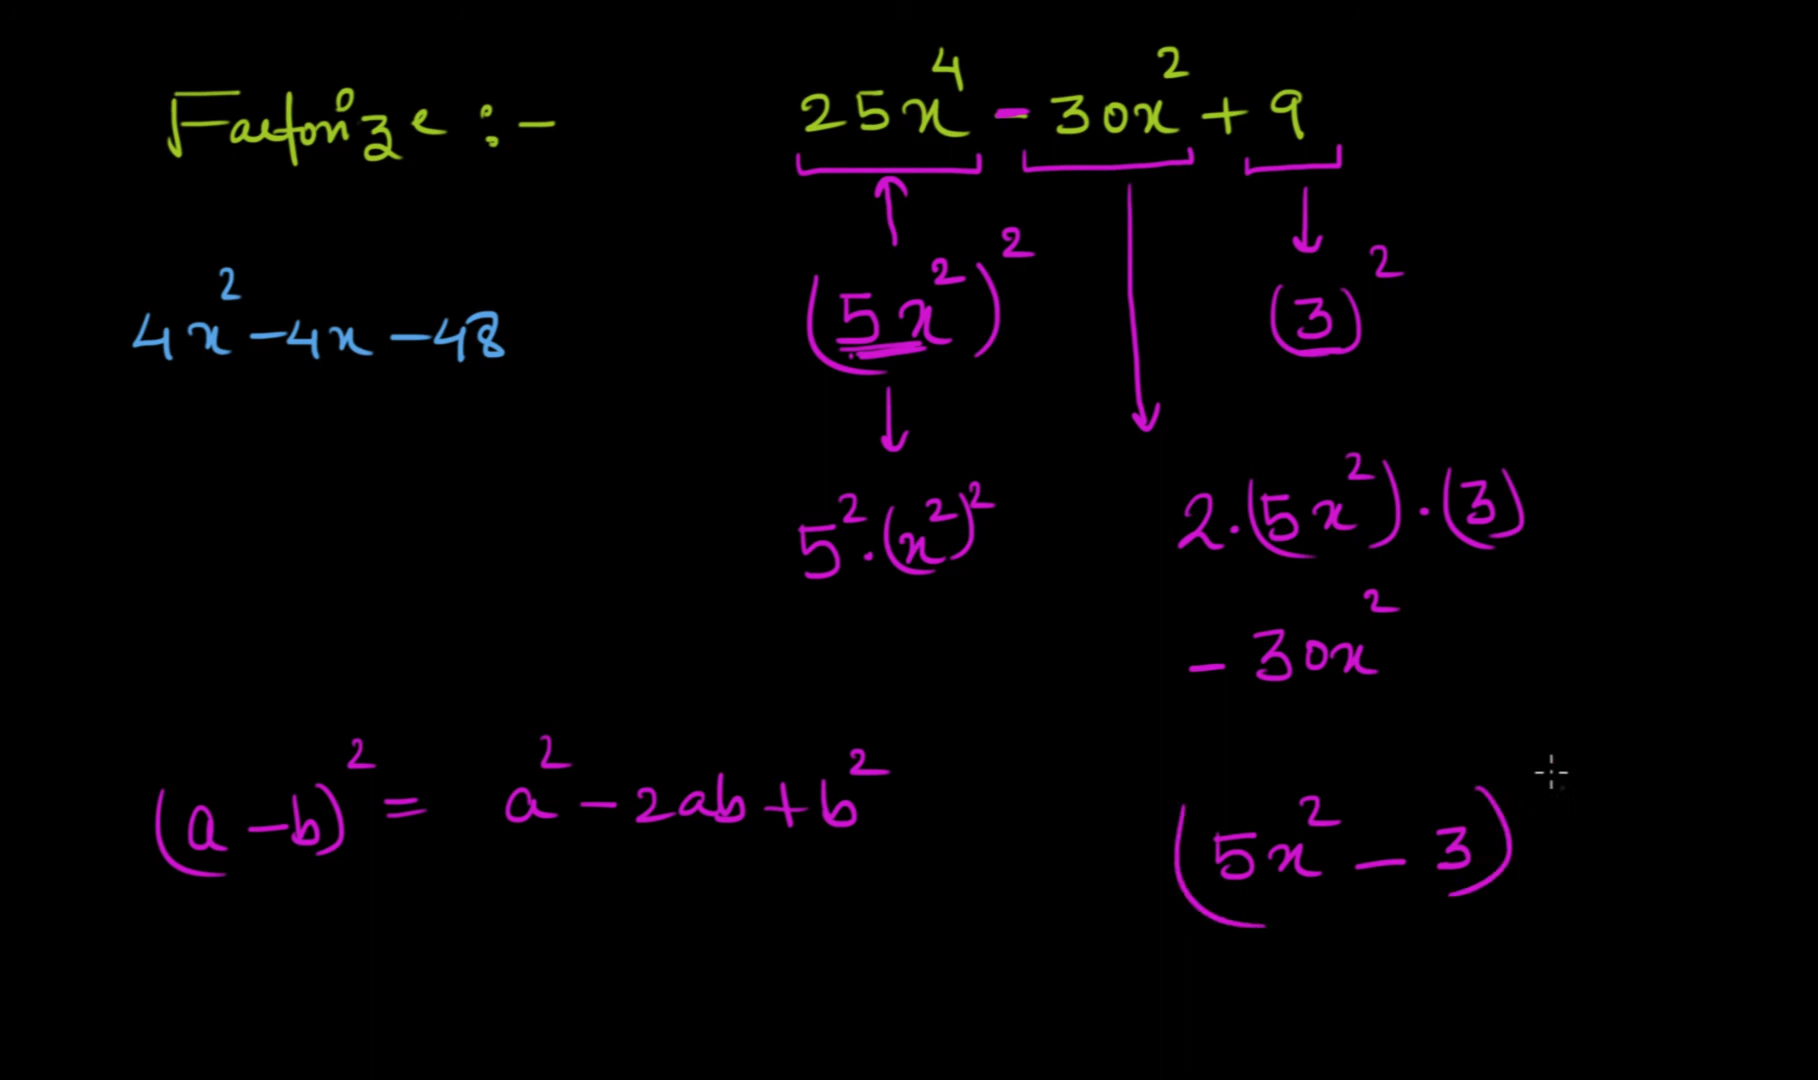 Factorize :-
25x⁴ - 30x² + 9
4x² - 4x - 48
(5x²)²
(3)²
5² · (x²)²
2 · (5x²) · (3)
- 30x²
(a - b)² = a² - 2ab + b²
(5x² - 3)